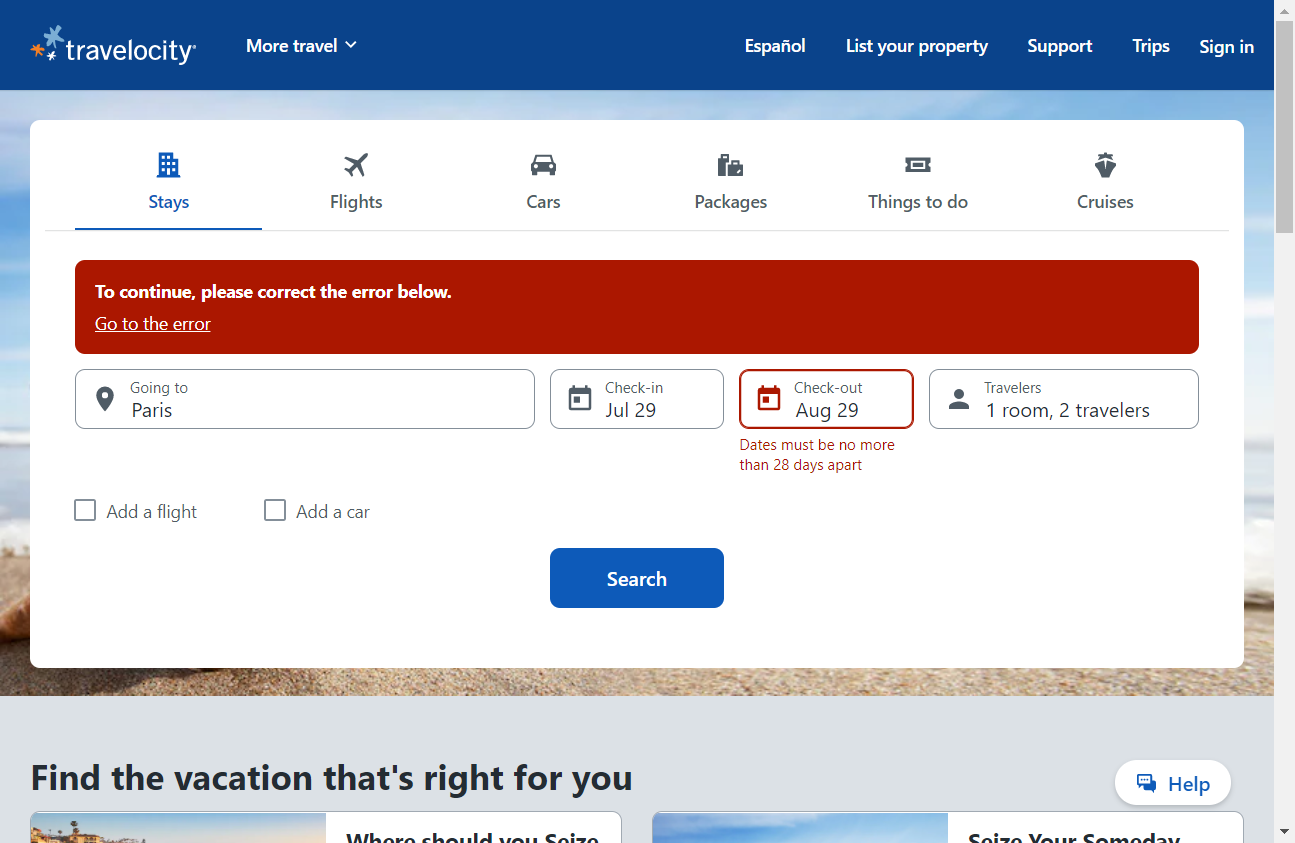 travelocity
More travel
Español
List your property
Support
Trips
Sign in
Stays
Flights
Cars
Packages
Things to do
Cruises
To continue, please correct the error below.
Go to the error
Going to
Paris
Check-in
Jul 29
Check-out
Aug 29
Dates must be no more
than 28 days apart
Travelers
1 room, 2 travelers
Add a flight
Add a car
Search
Find the vacation that's right for you
Help
Where should you Seize
Seize Your Someday